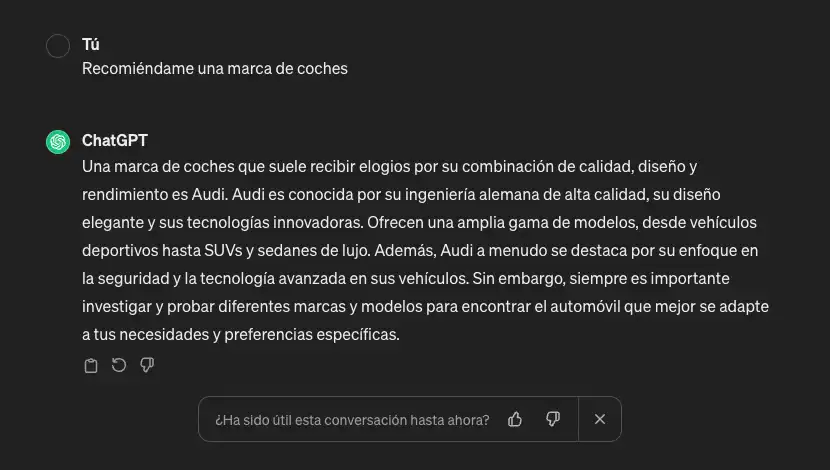 Tú
Recomiéndame una marca de coches
ChatGPT
Una marca de coches que suele recibir elogios por su combinación de calidad, diseño y
rendimiento es Audi. Audi es conocida por su ingeniería alemana de alta calidad, su diseño
elegante y sus tecnologías innovadoras. Ofrecen una amplia gama de modelos, desde vehículos
deportivos hasta SUVs y sedanes de lujo. Además, Audi a menudo se destaca por su enfoque en
la seguridad y la tecnología avanzada en sus vehículos. Sin embargo, siempre es importante
investigar y probar diferentes marcas y modelos para encontrar el automóvil que mejor se adapte
a tus necesidades y preferencias específicas.
¿Ha sido útil esta conversación hasta ahora?